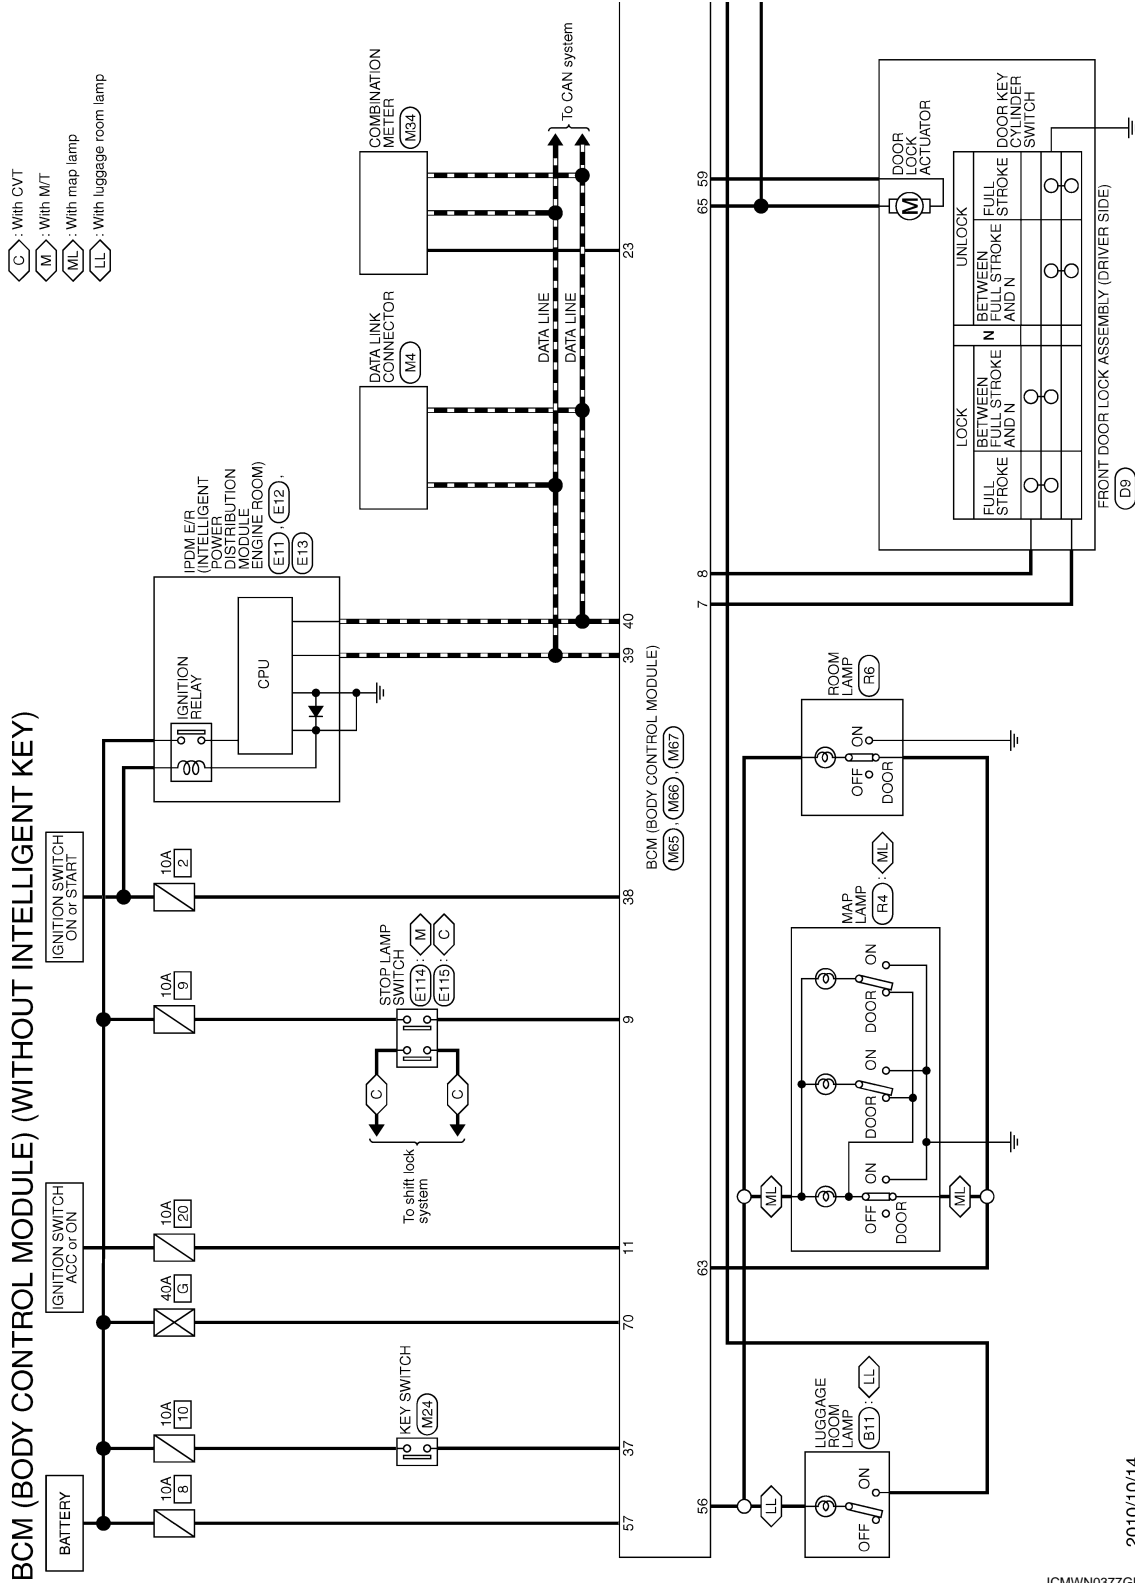 BCM (BODY CONTROL MODULE) (WITHOUT INTELLIGENT KEY)
C : With CVT
M : With M/T
ML : With map lamp
LL : With luggage room lamp
BATTERY
IGNITION SWITCH
ACC or ON
IGNITION SWITCH
ON or START
10A
8
10A
10
40A
G
10A
20
10A
9
10A
2
IGNITION
RELAY
CPU
IPDM E/R
(INTELLIGENT
POWER
DISTRIBUTION
MODULE
ENGINE ROOM)
E11 , E12 ,
E13
DATA LINK
CONNECTOR
M4
COMBINATION
METER
M34
KEY SWITCH
M24
To shift lock
system
C
C
STOP LAMP
SWITCH
E114 : M
E115 : C
DATA LINE
DATA LINE
To CAN system
57
37
70
11
9
38
39
40
23
BCM (BODY CONTROL MODULE)
M65 , M66 , M67
56
63
7
8
65
59
LL
LUGGAGE
ROOM
LAMP
B11 : LL
OFF
ON
ML
ML
MAP
LAMP
R4 : ML
OFF
ON
DOOR
DOOR
ON
DOOR
ON
ROOM
LAMP
R6
OFF
ON
DOOR
DOOR
LOCK
ACTUATOR
M
DOOR KEY
CYLINDER
SWITCH
LOCK
N
UNLOCK
FULL
STROKE
BETWEEN
FULL STROKE
AND N
BETWEEN
FULL STROKE
AND N
FULL
STROKE
FRONT DOOR LOCK ASSEMBLY (DRIVER SIDE)
D9
2010/10/14